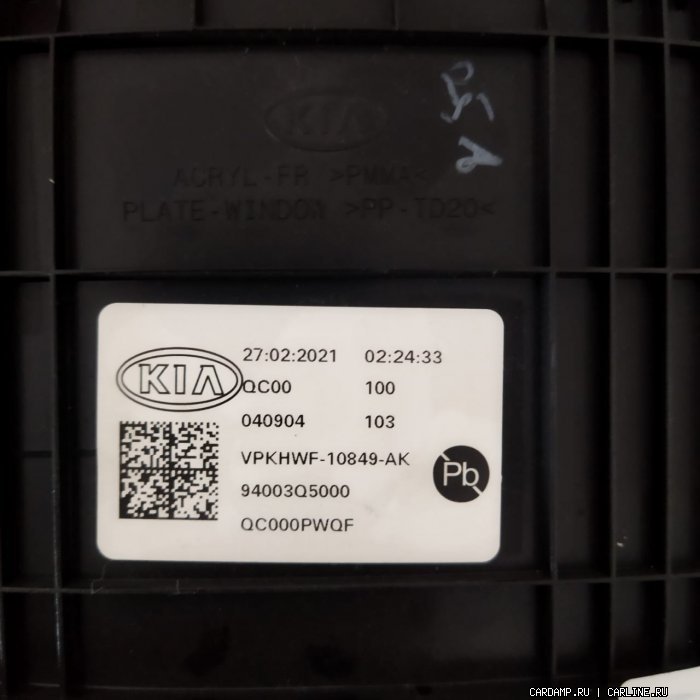 KIA
ACRYL-FR >PMMA<
PLATE-WINDOW >PP-TD20<
KIA
27:02:2021 02:24:33
QC00 100
040904 103
VPKHWF-10849-AK
94003Q5000
QC000PWQF
Pb
CARDAMP.RU | CARLINE.RU